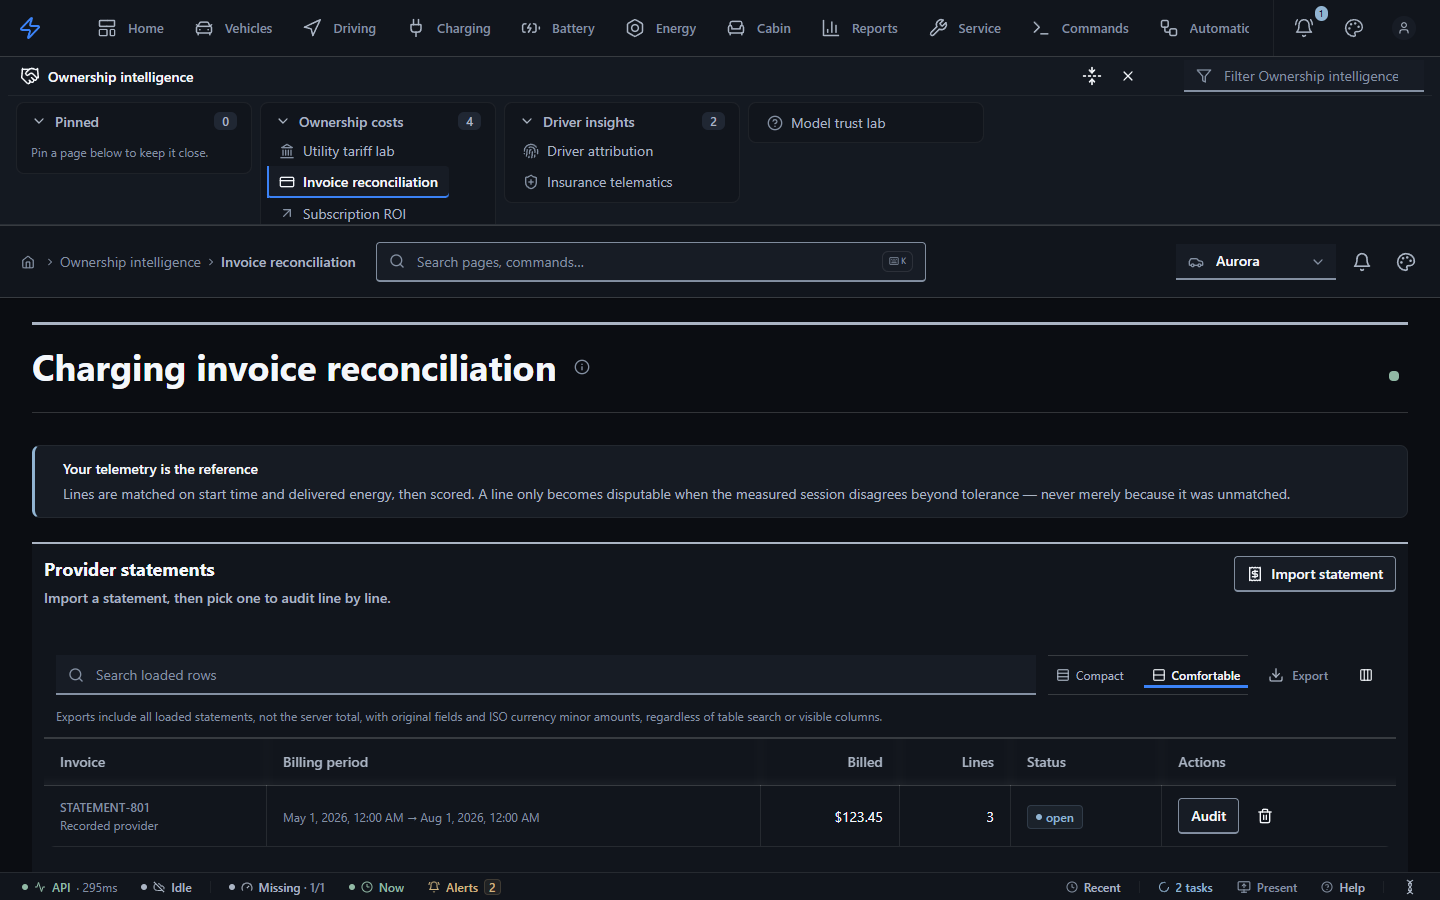 Home Vehicles Driving Charging Battery Energy Cabin Reports Service Commands Automatic 1
Ownership intelligence Filter Ownership intelligence
Pinned 0
Pin a page below to keep it close.
Ownership costs 4
Utility tariff lab
Invoice reconciliation
Subscription ROI
Driver insights 2
Driver attribution
Insurance telematics
Model trust lab
Ownership intelligence Invoice reconciliation Search pages, commands... K Aurora
Charging invoice reconciliation
Your telemetry is the reference
Lines are matched on start time and delivered energy, then scored. A line only becomes disputable when the measured session disagrees beyond tolerance — never merely because it was unmatched.
Provider statements
Import a statement, then pick one to audit line by line.
Import statement
Search loaded rows Compact Comfortable Export
Exports include all loaded statements, not the server total, with original fields and ISO currency minor amounts, regardless of table search or visible columns.
Invoice Billing period Billed Lines Status Actions
STATEMENT-801
Recorded provider
May 1, 2026, 12:00 AM → Aug 1, 2026, 12:00 AM $123.45 3 open Audit
API · 295ms Idle Missing · 1/1 Now Alerts 2 Recent 2 tasks Present Help